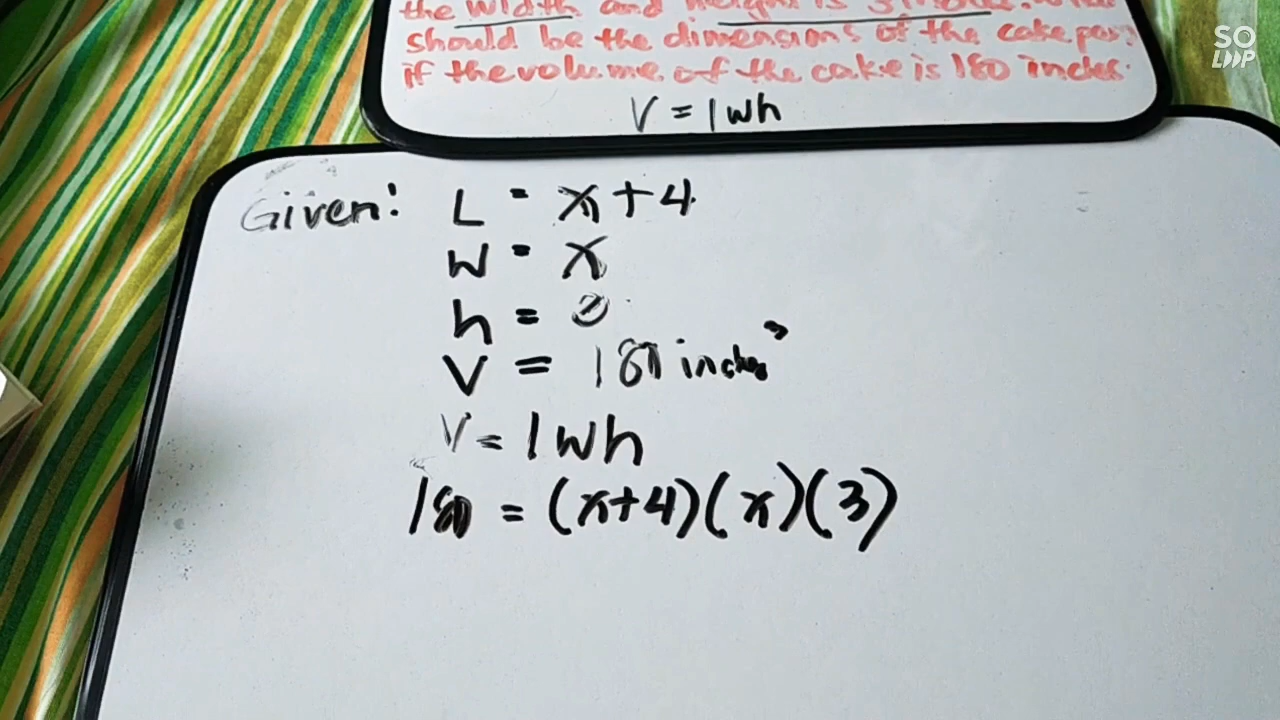 the width and height is 3 inches. What
should be the dimensions of the cake pan
if the volume of the cake is 180 inches.
V = lwh
SO
LOOP
Given! L = x+4
W = x
h = 3
V = 180 inches³
V = lwh
180 = (x+4)(x)(3)